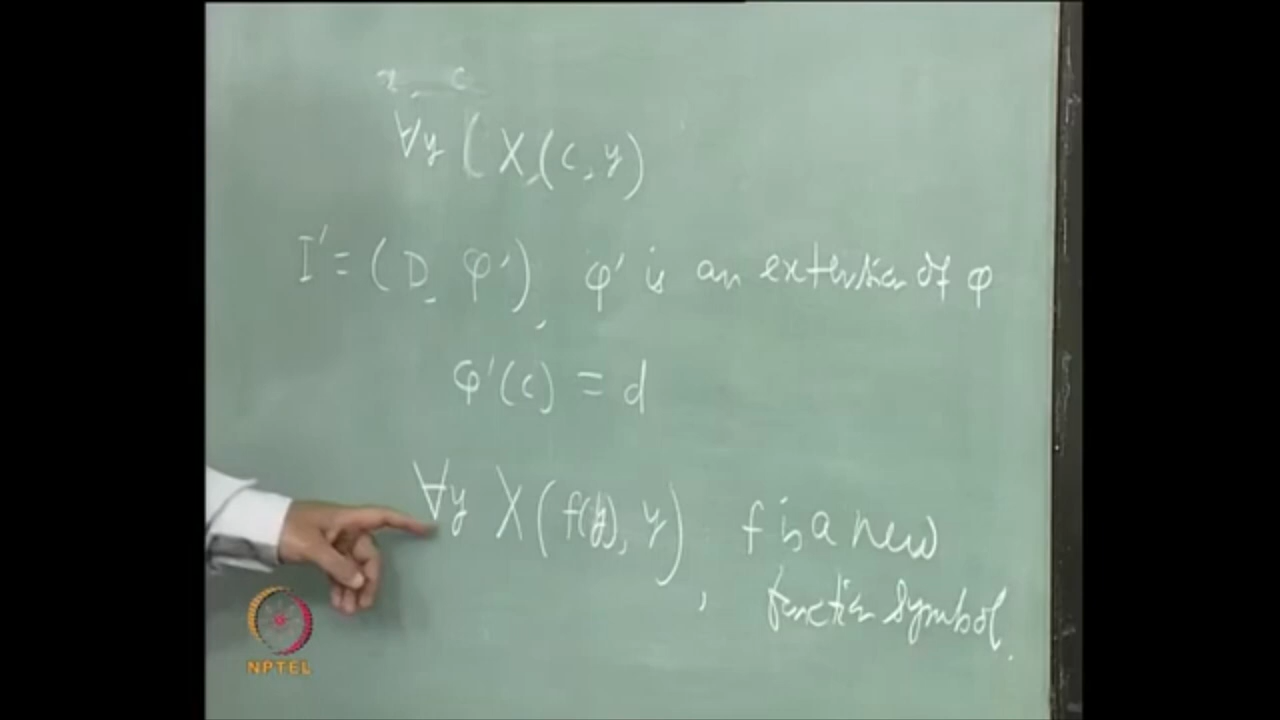 x c
∀y ( X(c, y)
I' = (D, φ'), φ' is an extension of φ
φ'(c) = d
∀y X(f(y), y), f is a new
function symbol.
NPTEL